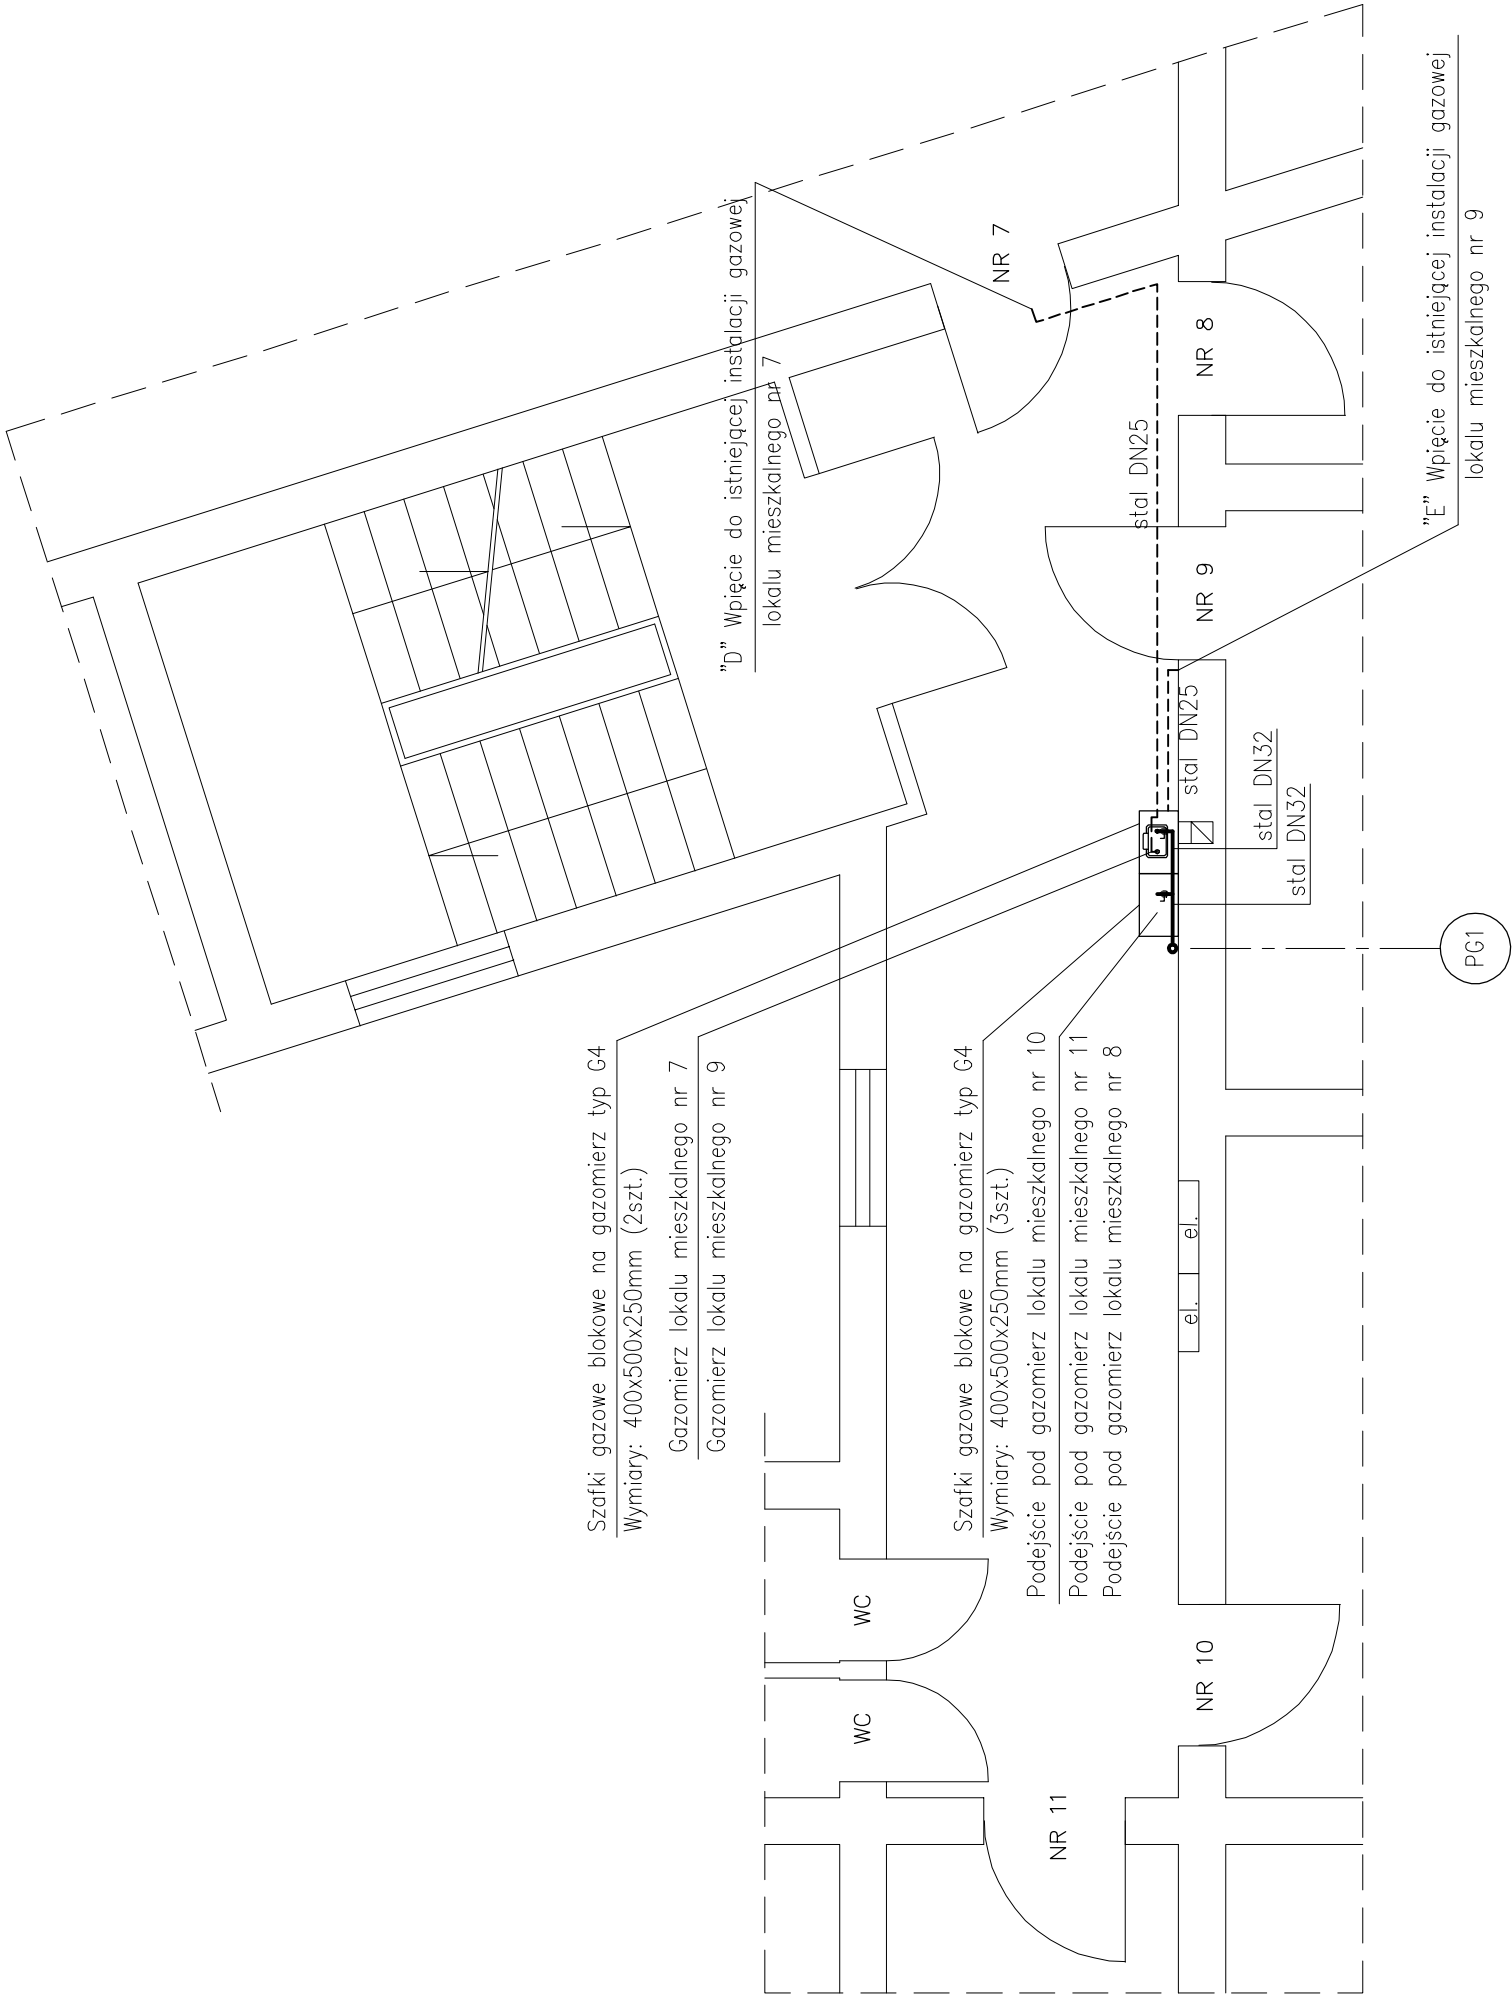 Szafki gazowe blokowe na gazomierz typ G4
Wymiary: 400x500x250mm (2szt.)
Gazomierz lokalu mieszkalnego nr 7
Gazomierz lokalu mieszkalnego nr 9
"D" Wpięcie do istniejącej instalacji gazowej
lokalu mieszkalnego nr 7
WC
WC
Szafki gazowe blokowe na gazomierz typ G4
Wymiary: 400x500x250mm (3szt.)
Podejście pod gazomierz lokalu mieszkalnego nr 10
Podejście pod gazomierz lokalu mieszkalnego nr 11
Podejście pod gazomierz lokalu mieszkalnego nr 8
NR 7
NR 11
stal DN25
stal DN25
NR 10
el.
el.
NR 9
NR 8
stal DN32
stal DN32
"E" Wpięcie do istniejącej instalacji gazowej
lokalu mieszkalnego nr 9
PG1